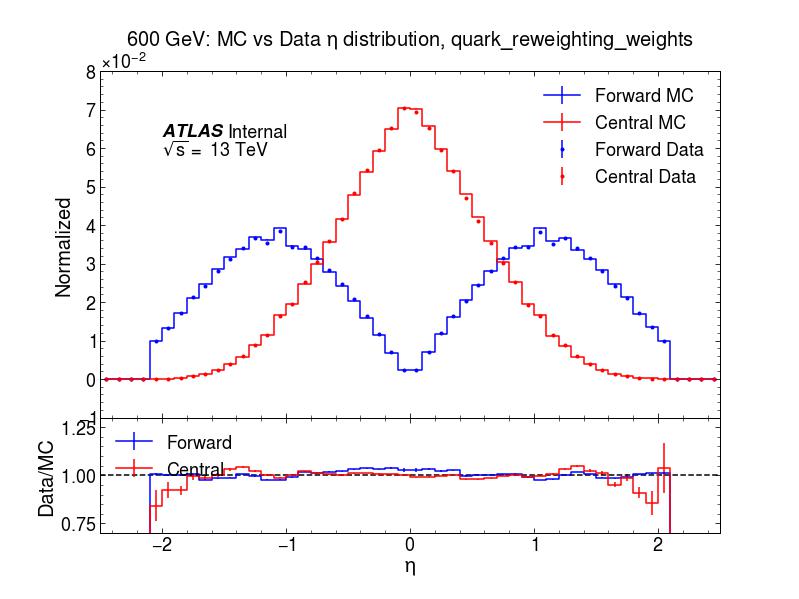 600 GeV: MC vs Data η distribution, quark_reweighting_weights
×10⁻²
8
7
6
5
4
3
2
1
0
−1
Normalized
ATLAS Internal
√s = 13 TeV
Forward MC
Central MC
Forward Data
Central Data
1.25
1.00
0.75
Data/MC
Forward
Central
−2 −1 0 1 2
η